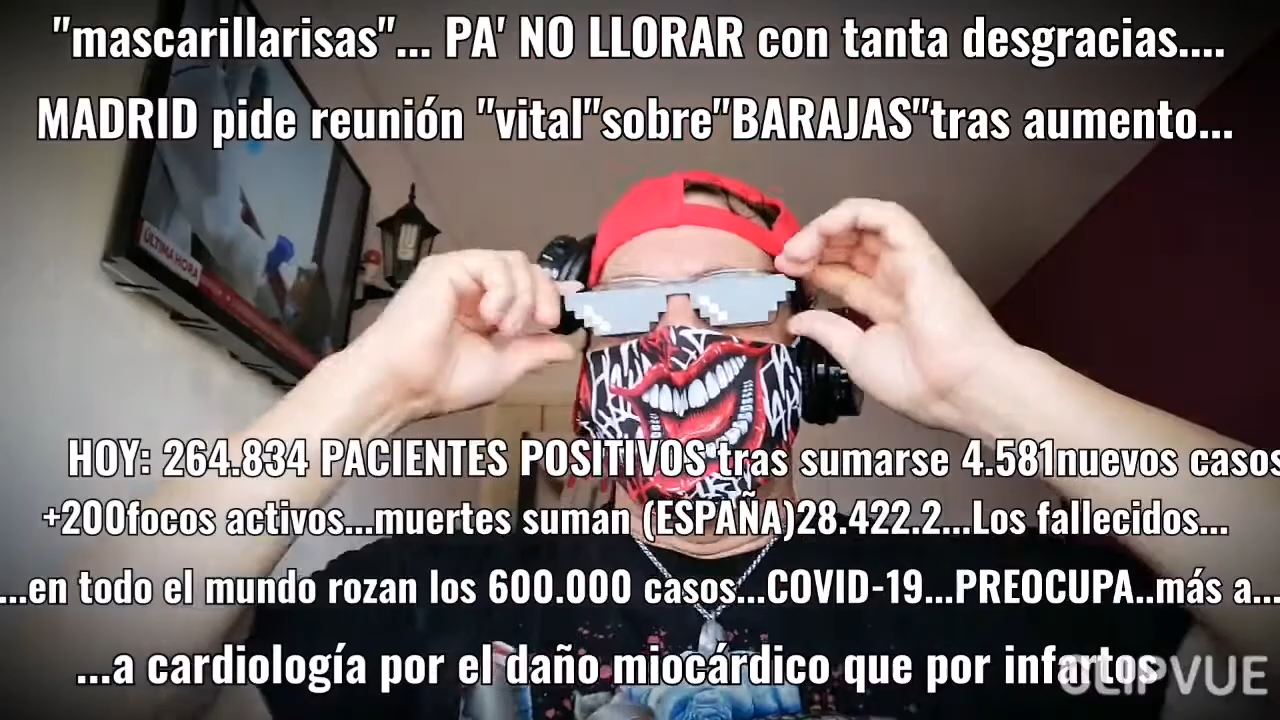 "mascarillarisas"... PA' NO LLORAR con tanta desgracias....
MADRID pide reunión "vital"sobre"BARAJAS"tras aumento...
ÚLTIMA HORA
HOY: 264.834 PACIENTES POSITIVOS tras sumarse 4.581nuevos casos
+200focos activos...muertes suman (ESPAÑA)28.422.2...Los fallecidos...
...en todo el mundo rozan los 600.000 casos...COVID-19...PREOCUPA..más a...
...a cardiología por el daño miocárdico que por infartos
CLIPVUE